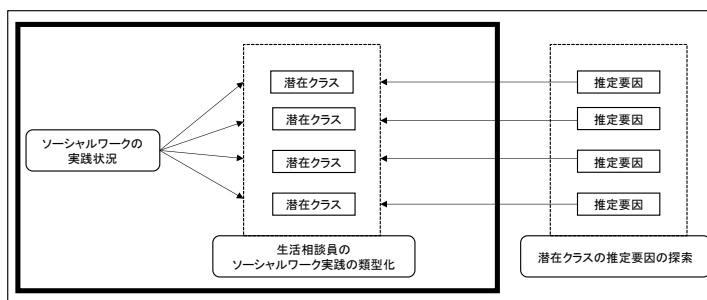 ソーシャルワークの
実践状況
潜在クラス
潜在クラス
潜在クラス
潜在クラス
生活相談員の
ソーシャルワーク実践の類型化
推定要因
推定要因
推定要因
推定要因
潜在クラスの推定要因の探索